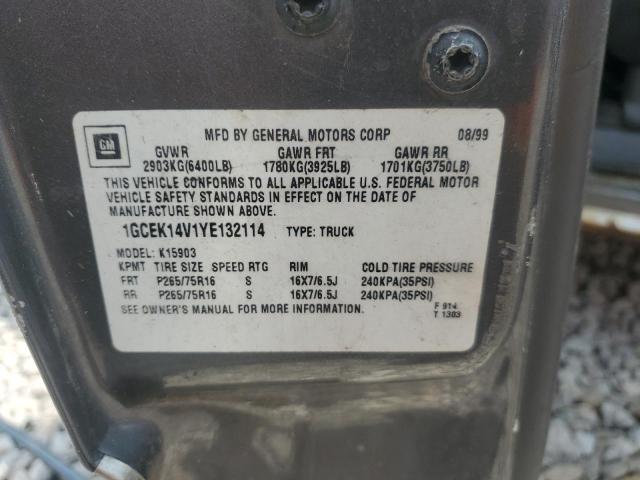 GM
MFD BY GENERAL MOTORS CORP 08/99
GVWR GAWR FRT GAWR RR
2903KG(6400LB) 1780KG(3925LB) 1701KG(3750LB)
THIS VEHICLE CONFORMS TO ALL APPLICABLE U.S. FEDERAL MOTOR
VEHICLE SAFETY STANDARDS IN EFFECT ON THE DATE OF
MANUFACTURE SHOWN ABOVE.
1GCEK14V1YE132114 TYPE: TRUCK
MODEL: K15903
KPMT TIRE SIZE SPEED RTG RIM COLD TIRE PRESSURE
FRT P265/75R16 S 16X7/6.5J 240KPA(35PSI)
RR P265/75R16 S 16X7/6.5J 240KPA(35PSI)
SEE OWNER'S MANUAL FOR MORE INFORMATION.
F 914
T 1303